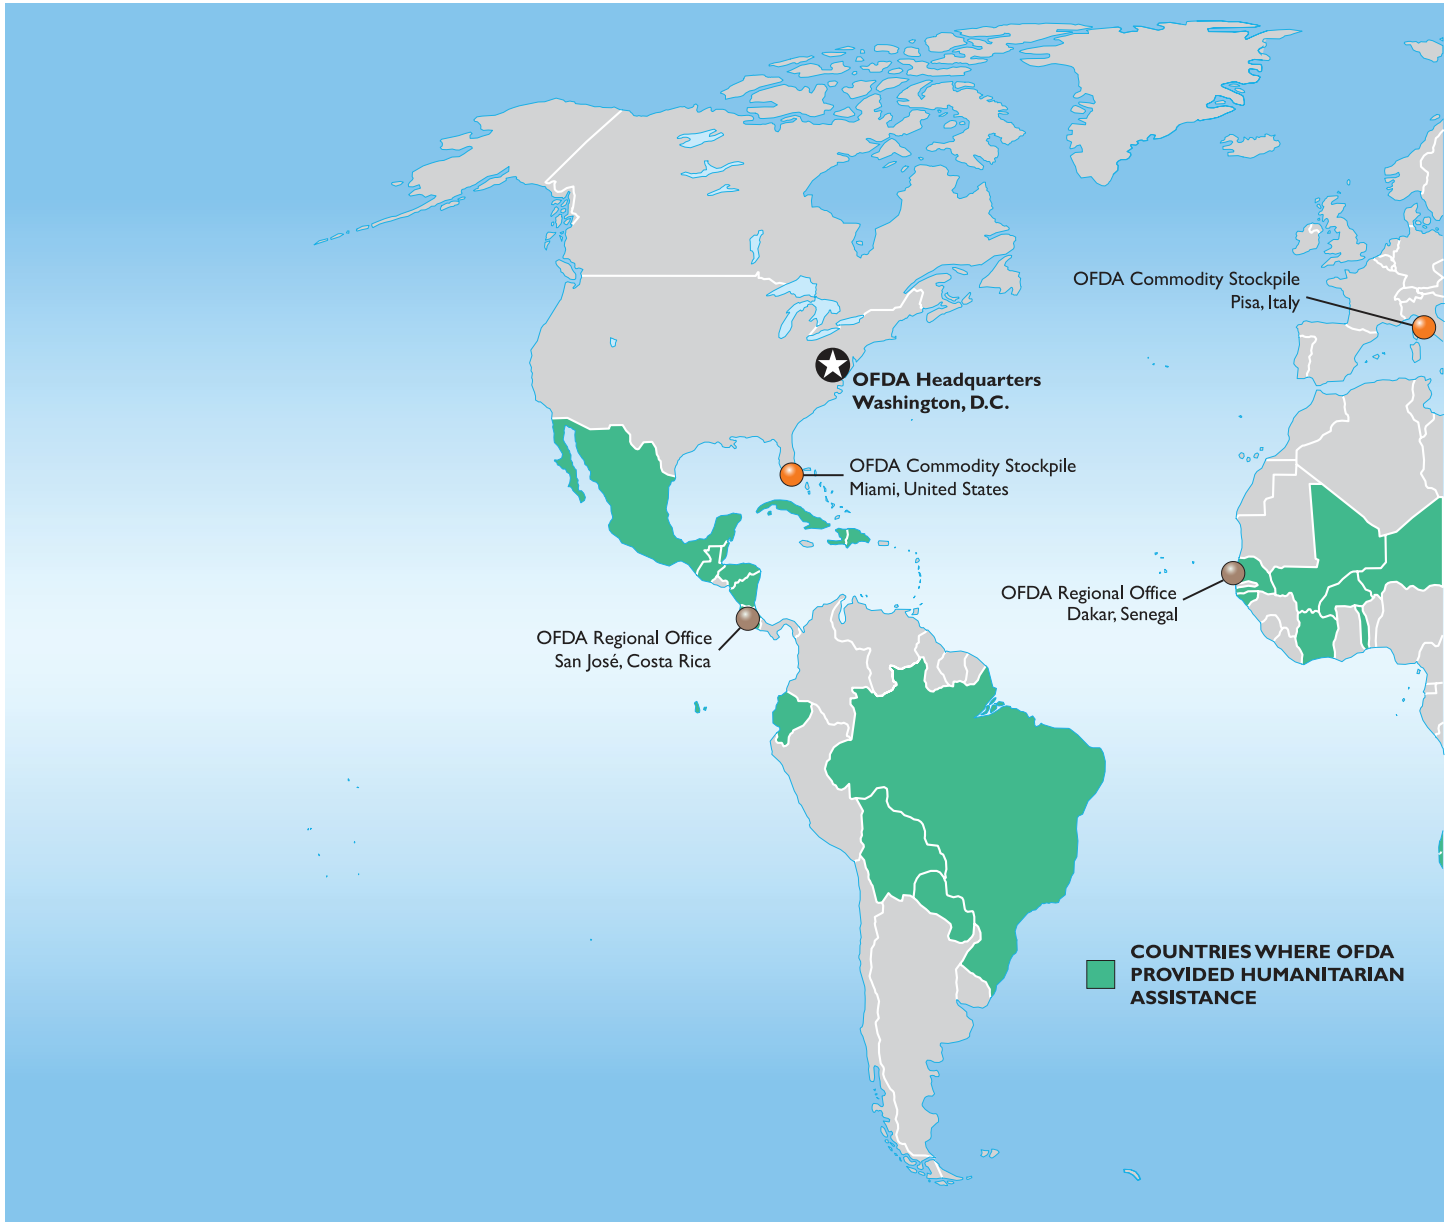 OFDA Commodity Stockpile
Pisa, Italy
OFDA Headquarters
Washington, D.C.
OFDA Commodity Stockpile
Miami, United States
OFDA Regional Office
Dakar, Senegal
OFDA Regional Office
San José, Costa Rica
COUNTRIES WHERE OFDA
PROVIDED HUMANITARIAN
ASSISTANCE